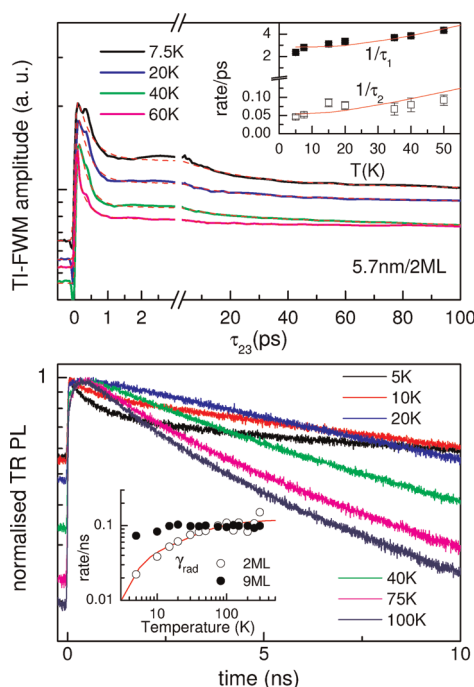 TI-FWM amplitude (a. u.)
7.5K
20K
40K
60K
rate/ps
4
2
0.10
0.05
0.00
1/τ1
1/τ2
0 10 20 30 40 50
T(K)
5.7nm/2ML
0 1 2 20 40 60 80 100
τ23(ps)
normalised TR PL
1
5K
10K
20K
rate/ns
0.1
0.01
γrad
2ML
9ML
10 100
Temperature (K)
40K
75K
100K
0 5 10
time (ns)